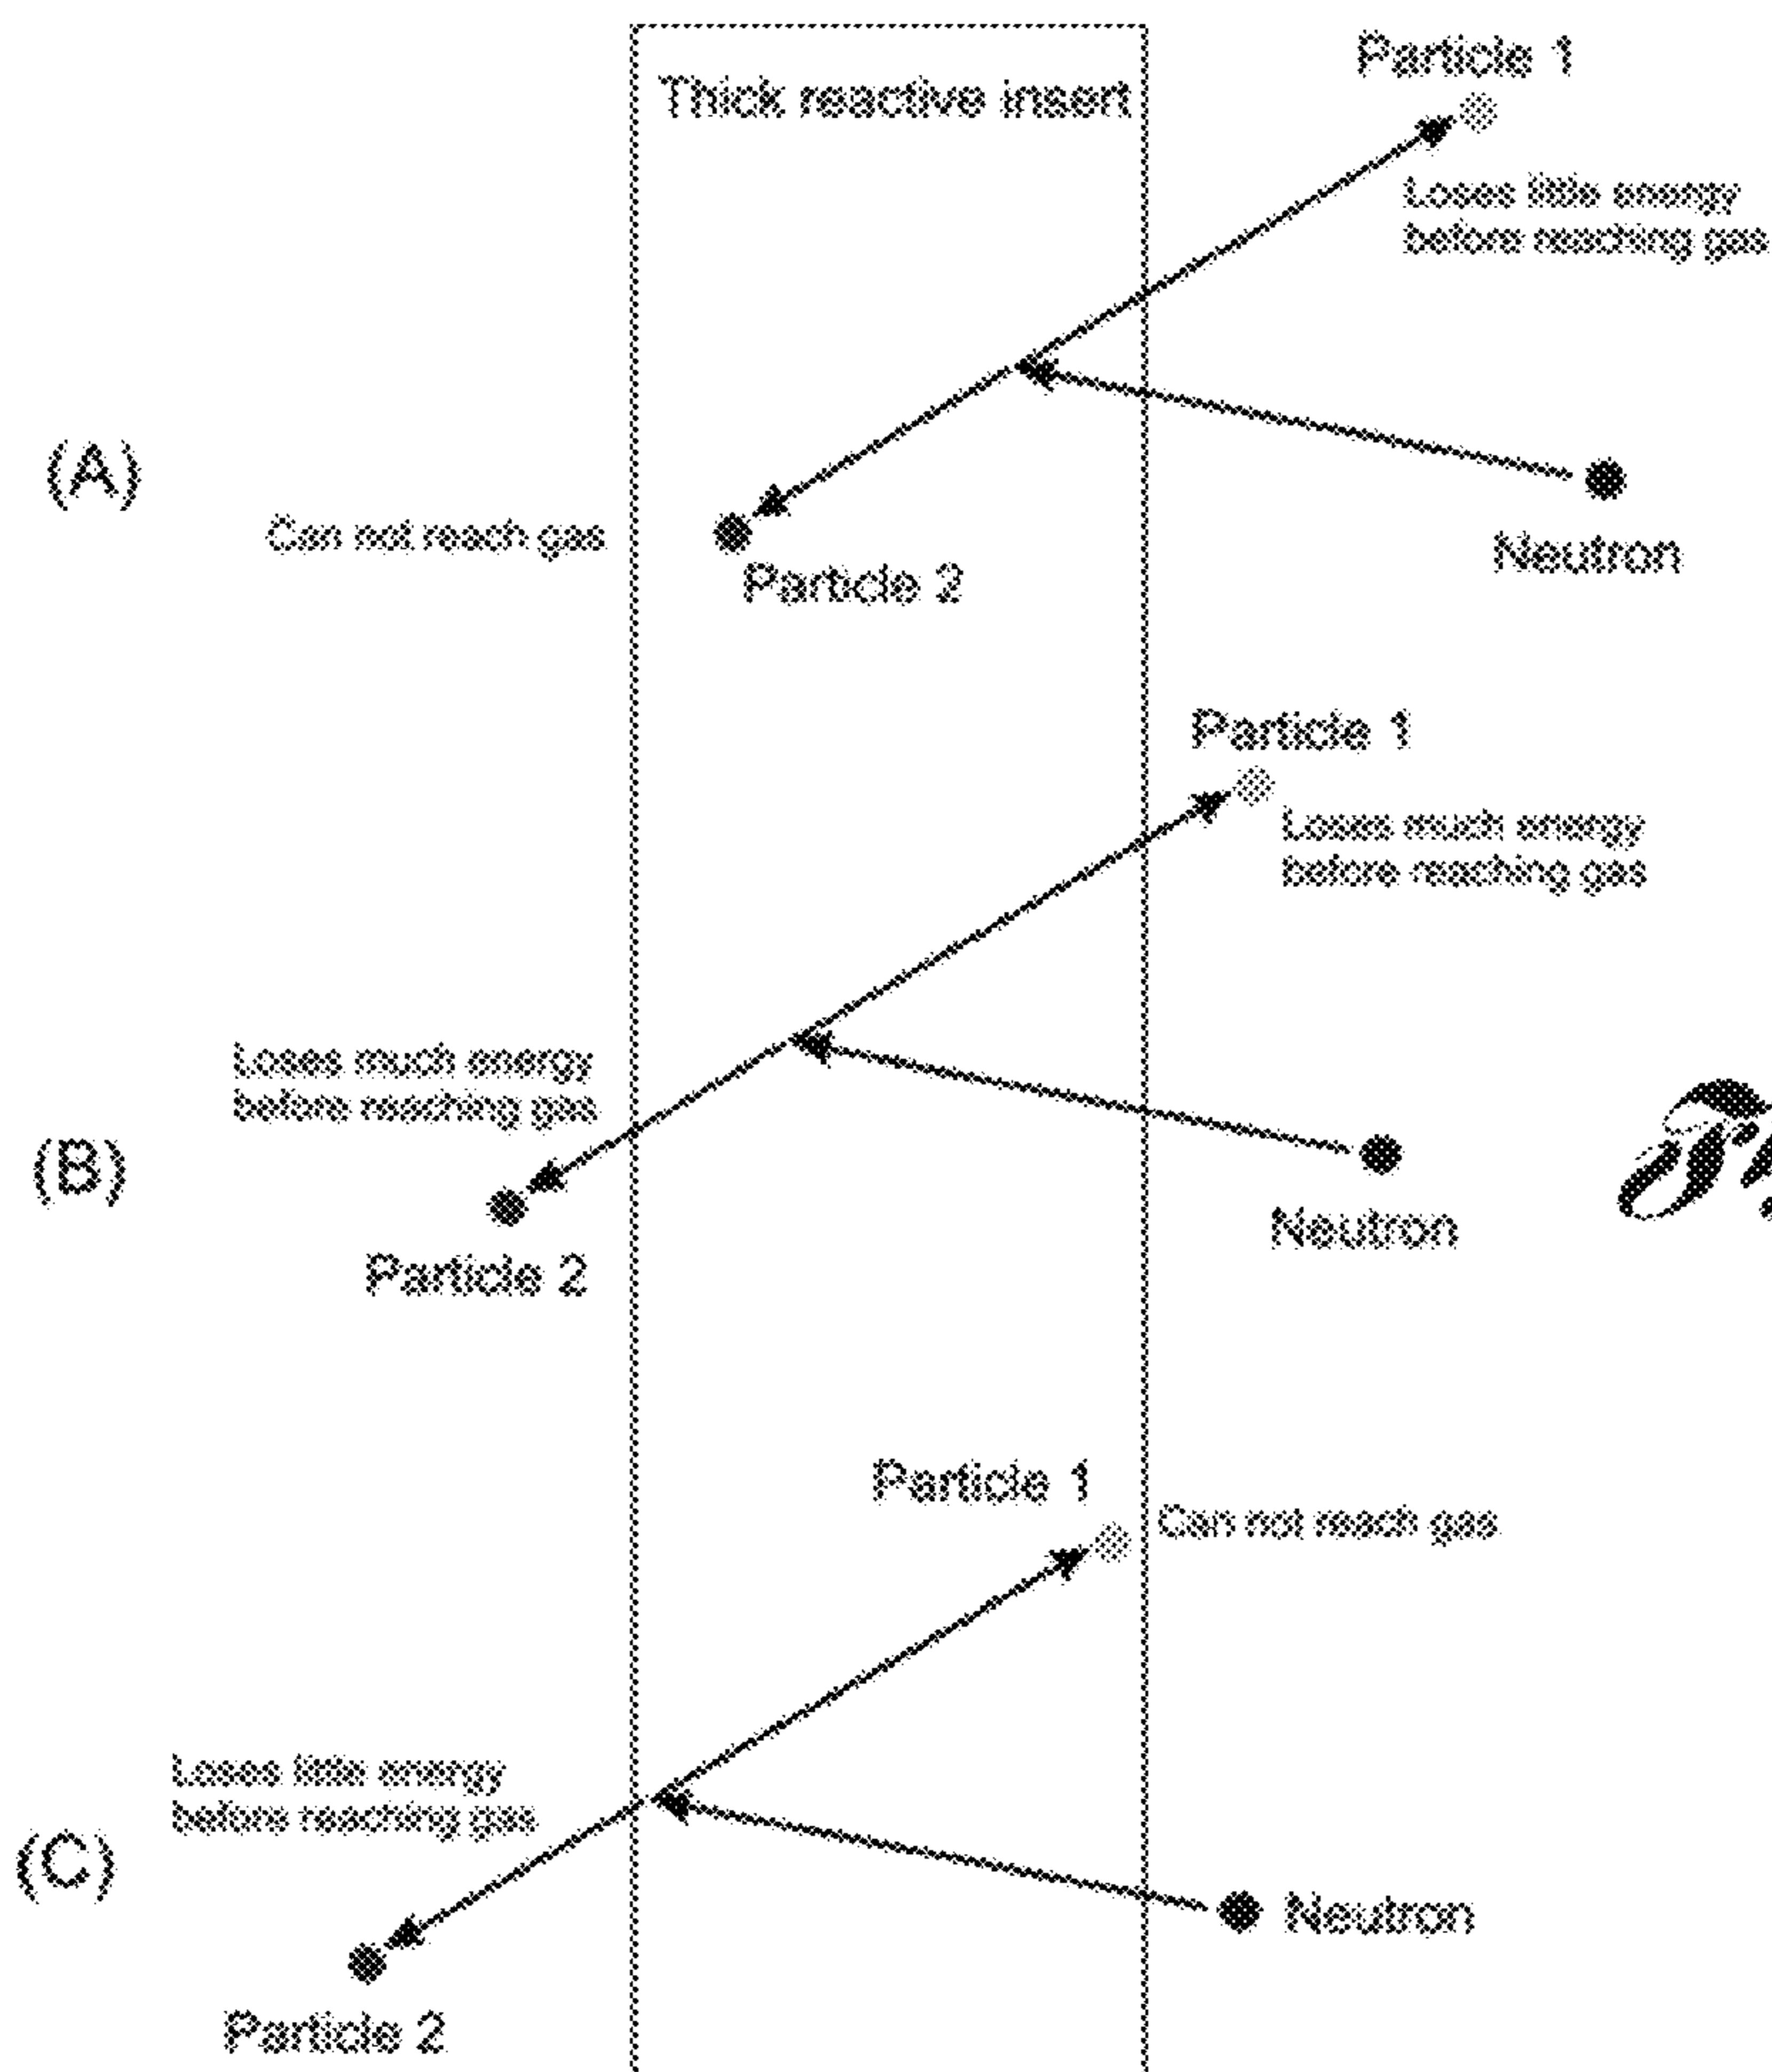 Thick reactive insert
Particle 1
Loses little energy
before reaching gas
(A)
Can not reach gas
Particle 2
Neutron
Particle 1
Loses much energy
before reaching gas
Loses much energy
before reaching gas
(B)
Particle 2
Neutron
Particle 1
Can not reach gas
Loses little energy
before reaching gas
(C)
Neutron
Particle 2